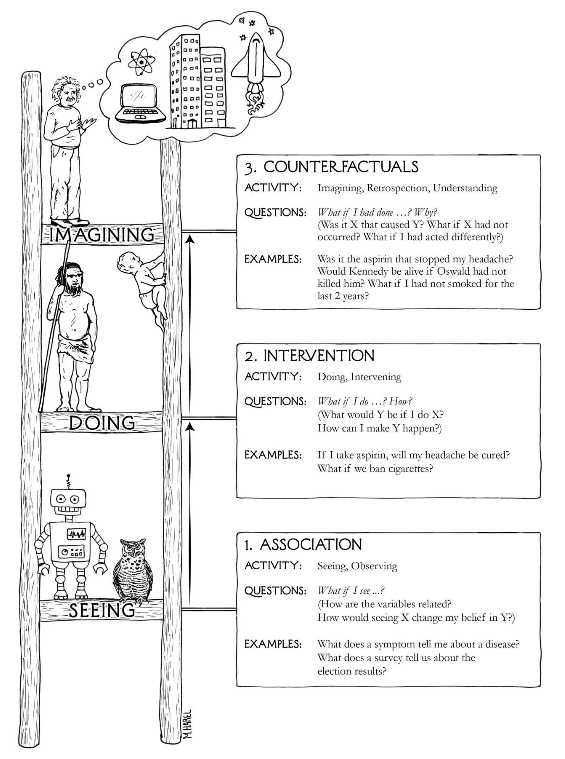 3. COUNTERFACTUALS
ACTIVITY: Imagining, Retrospection, Understanding
QUESTIONS: What if I had done …? Why?
(Was it X that caused Y? What if X had not
occurred? What if I had acted differently?)
EXAMPLES: Was it the aspirin that stopped my headache?
Would Kennedy be alive if Oswald had not
killed him? What if I had not smoked for the
last 2 years?
IMAGINING
2. INTERVENTION
ACTIVITY: Doing, Intervening
QUESTIONS: What if I do …? How?
(What would Y be if I do X?
How can I make Y happen?)
EXAMPLES: If I take aspirin, will my headache be cured?
What if we ban cigarettes?
DOING
1. ASSOCIATION
ACTIVITY: Seeing, Observing
QUESTIONS: What if I see ...?
(How are the variables related?
How would seeing X change my belief in Y?)
EXAMPLES: What does a symptom tell me about a disease?
What does a survey tell us about the
election results?
SEEING
M.HAREL